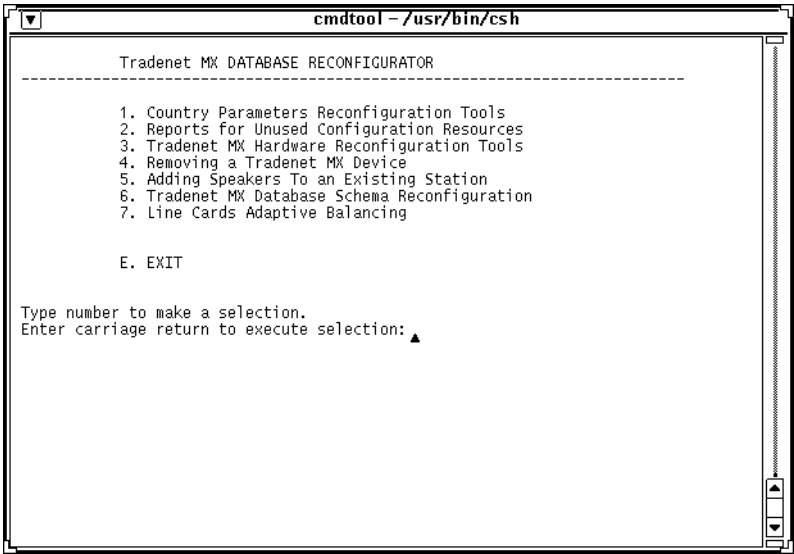 cmdtool – /usr/bin/csh
Tradenet MX DATABASE RECONFIGURATOR
--------------------------------------------------------------------------------
1. Country Parameters Reconfiguration Tools
2. Reports for Unused Configuration Resources
3. Tradenet MX Hardware Reconfiguration Tools
4. Removing a Tradenet MX Device
5. Adding Speakers To an Existing Station
6. Tradenet MX Database Schema Reconfiguration
7. Line Cards Adaptive Balancing
E. EXIT
Type number to make a selection.
Enter carriage return to execute selection: